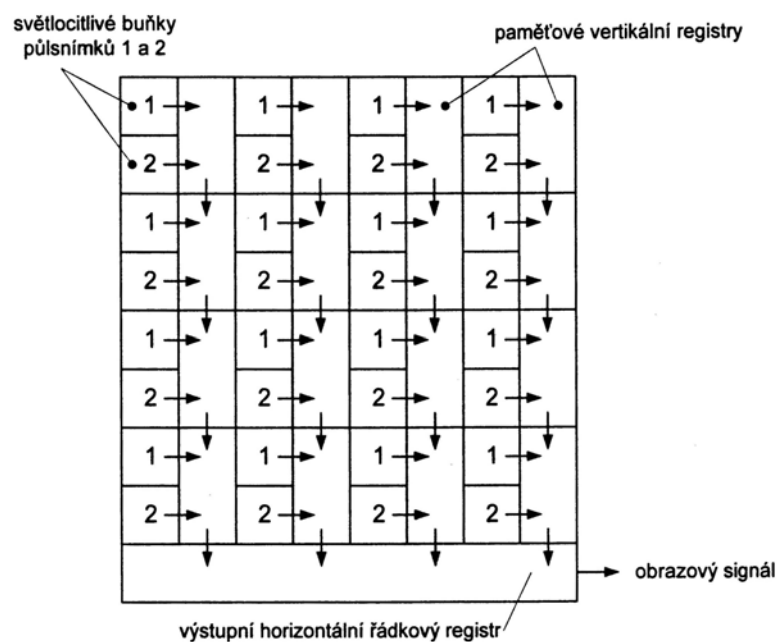 světlocitlivé buňky
půlsnímků 1 a 2
paměťové vertikální registry
1 1 1 1
2 2 2 2
1 1 1 1
2 2 2 2
1 1 1 1
2 2 2 2
1 1 1 1
2 2 2 2
obrazový signál
výstupní horizontální řádkový registr